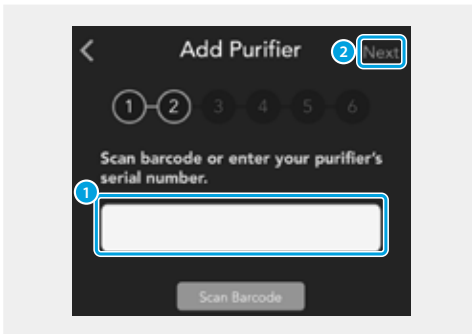 Add Purifier
2 Next
1 2 3 4 5 6
Scan barcode or enter your purifier's
serial number.
1
Scan Barcode